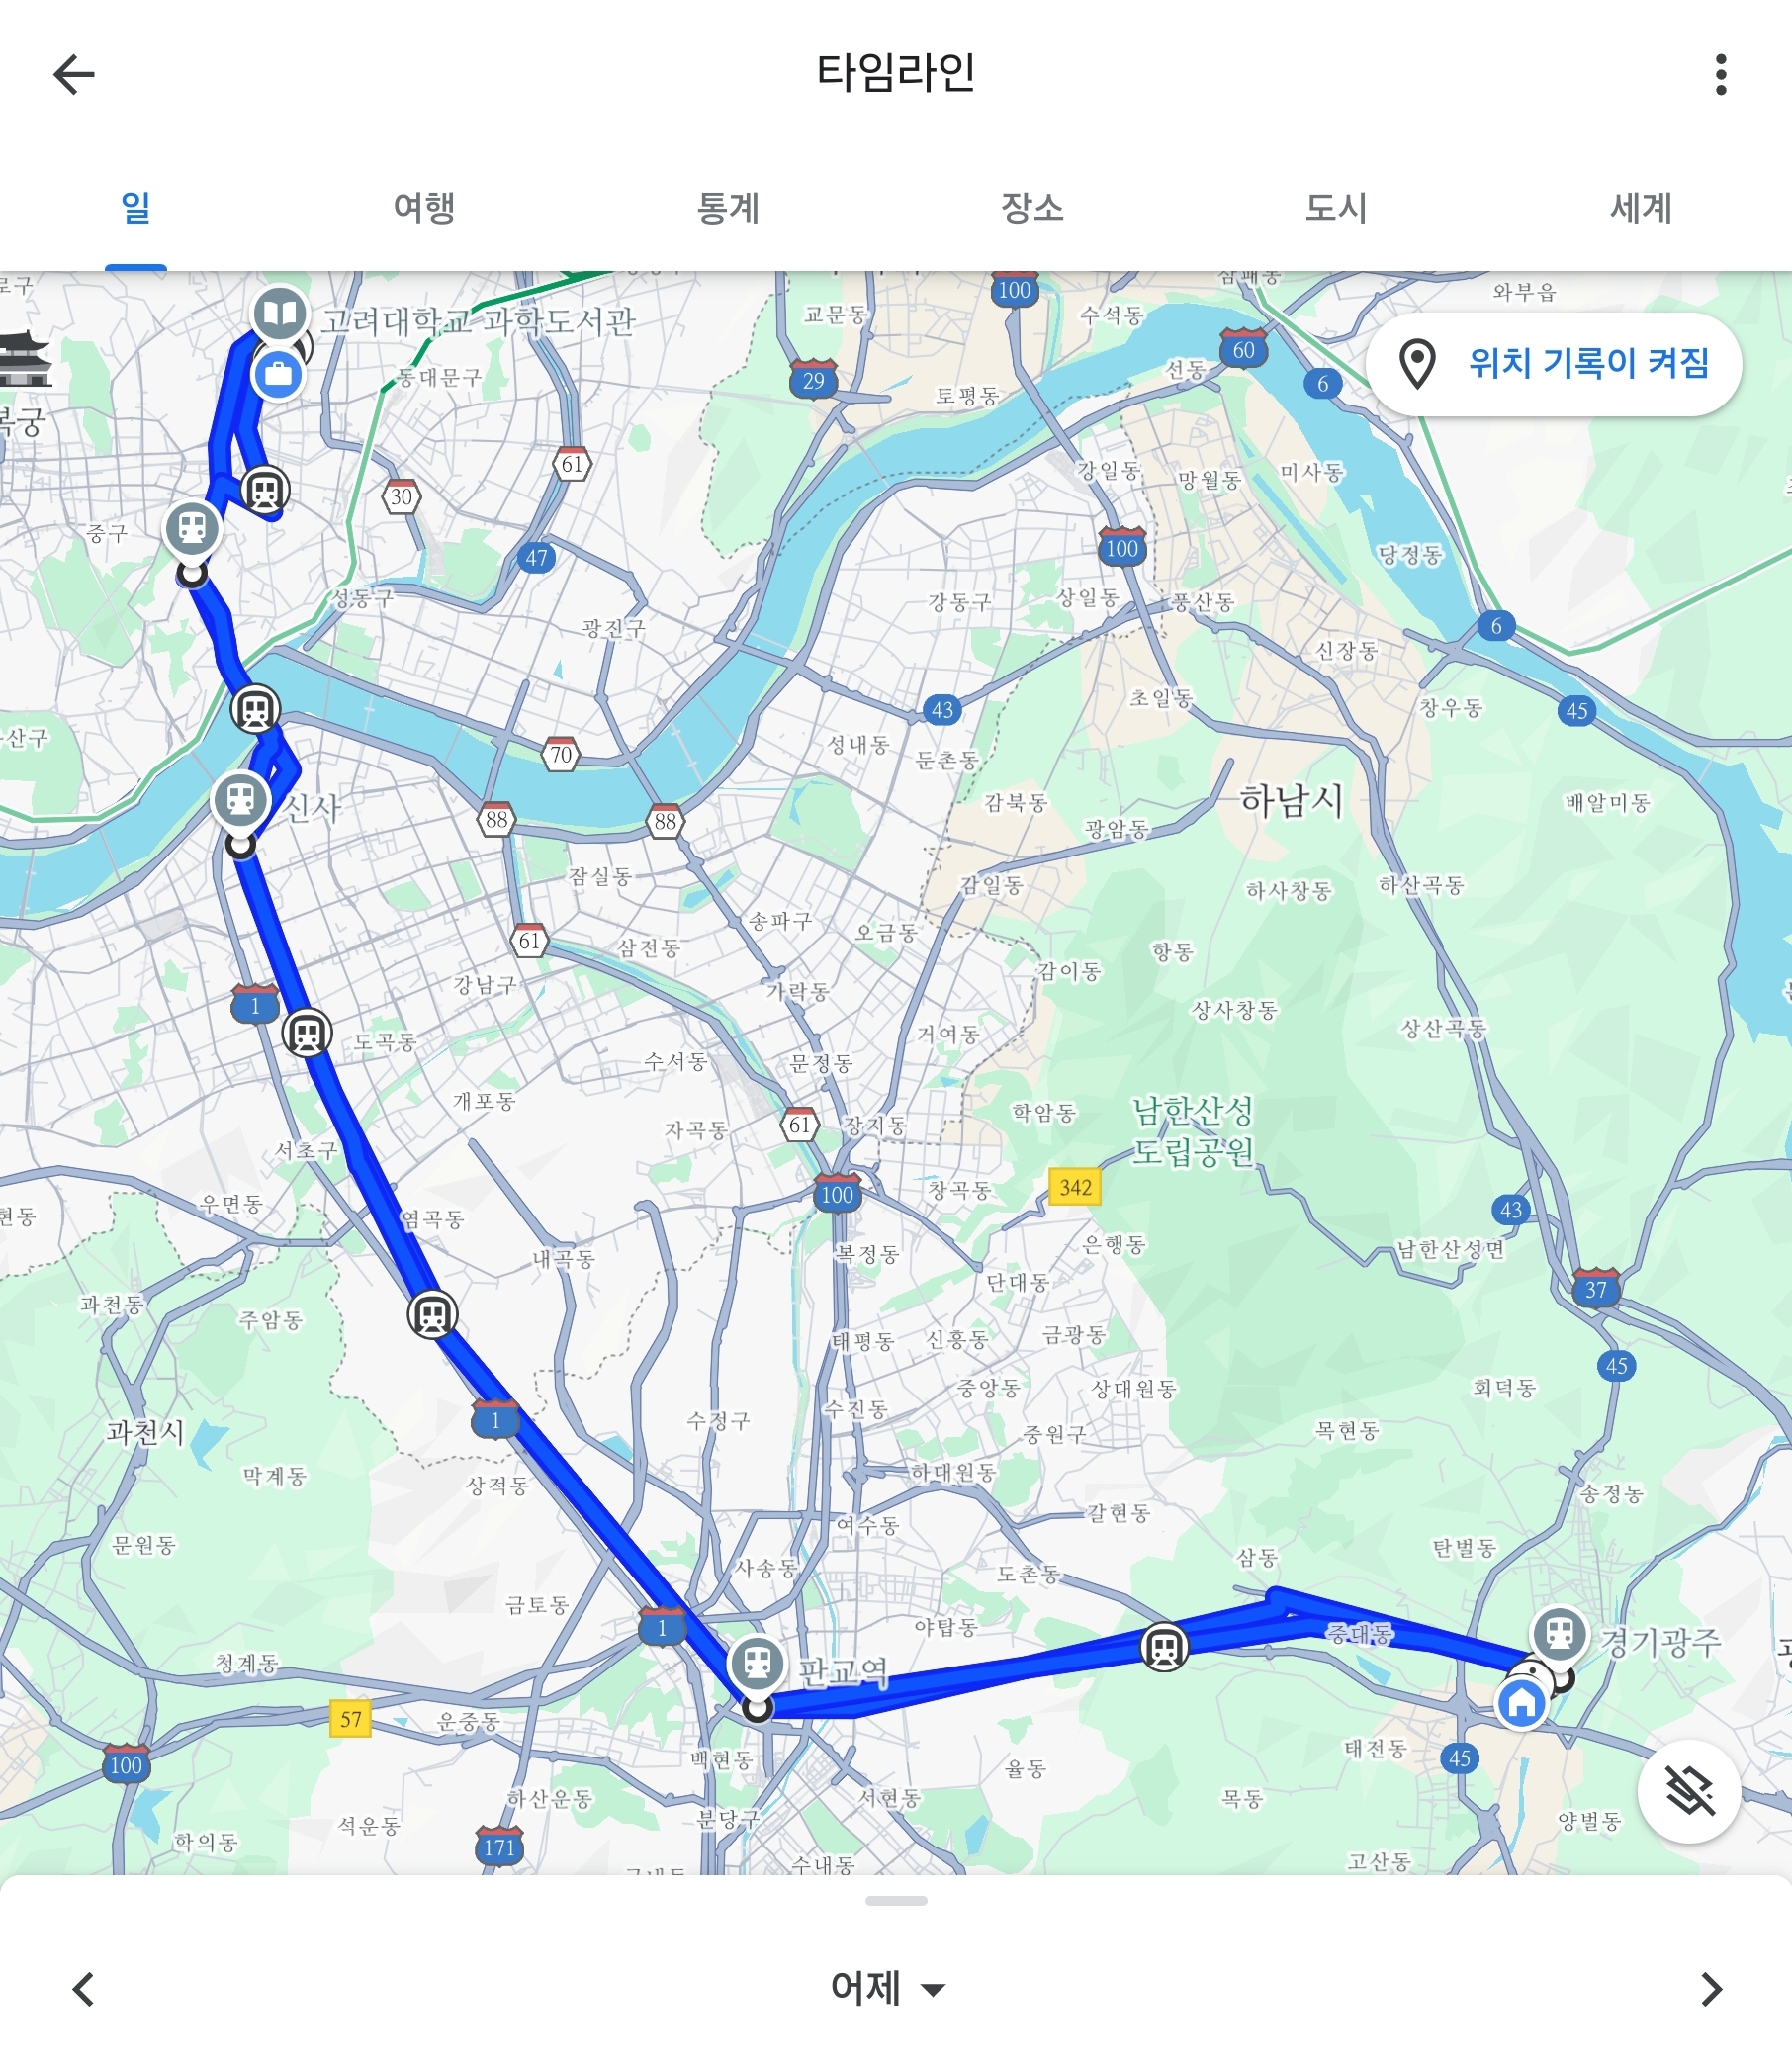 타임라인
일
여행
통계
장소
도시
세계
교문동
100
수석동
삼패동
와부읍
고려대학교 과학도서관
60
위치 기록이 켜짐
29
선동
6
동대문구
토평동
북궁
61
강일동
망월동
미사동
30
중구
47
100
당정동
성동구
강동구
상일동
풍산동
6
광진구
신장동
초일동
창우동
45
43
산구
70
성내동
둔촌동
신사
88
88
감북동
하남시
배알미동
광암동
잠실동
감일동
하사창동
하산곡동
송파구
오금동
61
삼전동
항동
강남구
감이동
가락동
1
상사창동
상산곡동
도곡동
거여동
수서동
문정동
개포동
학암동
남한산성
도립공원
61
장지동
자곡동
서초구
100
창곡동
342
우면동
43
현동
염곡동
은행동
남한산성면
내곡동
복정동
단대동
37
과천동
주암동
태평동
신흥동
금광동
45
중앙동
상대원동
회덕동
1
수정구
수진동
과천시
중원구
목현동
막계동
상적동
하대원동
송정동
갈현동
여수동
문원동
탄벌동
삼동
사송동
도촌동
금토동
1
야탑동
중대동
경기광주
청계동
판교역
57
운중동
백현동
태전동
45
100
율동
하산운동
서현동
목동
분당구
석운동
양벌동
학의동
171
수내동
고산동
어제